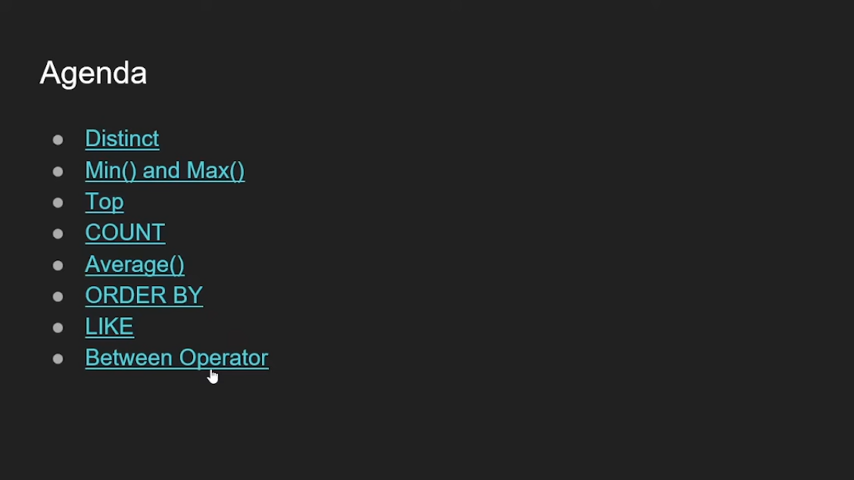 Agenda
Distinct
Min() and Max()
Top
COUNT
Average()
ORDER BY
LIKE
Between Operator